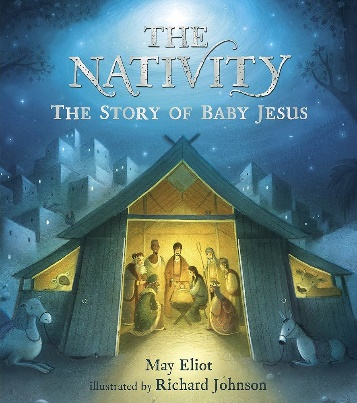 THE
NATIVITY
THE STORY OF BABY JESUS
May Eliot
illustrated by Richard Johnson